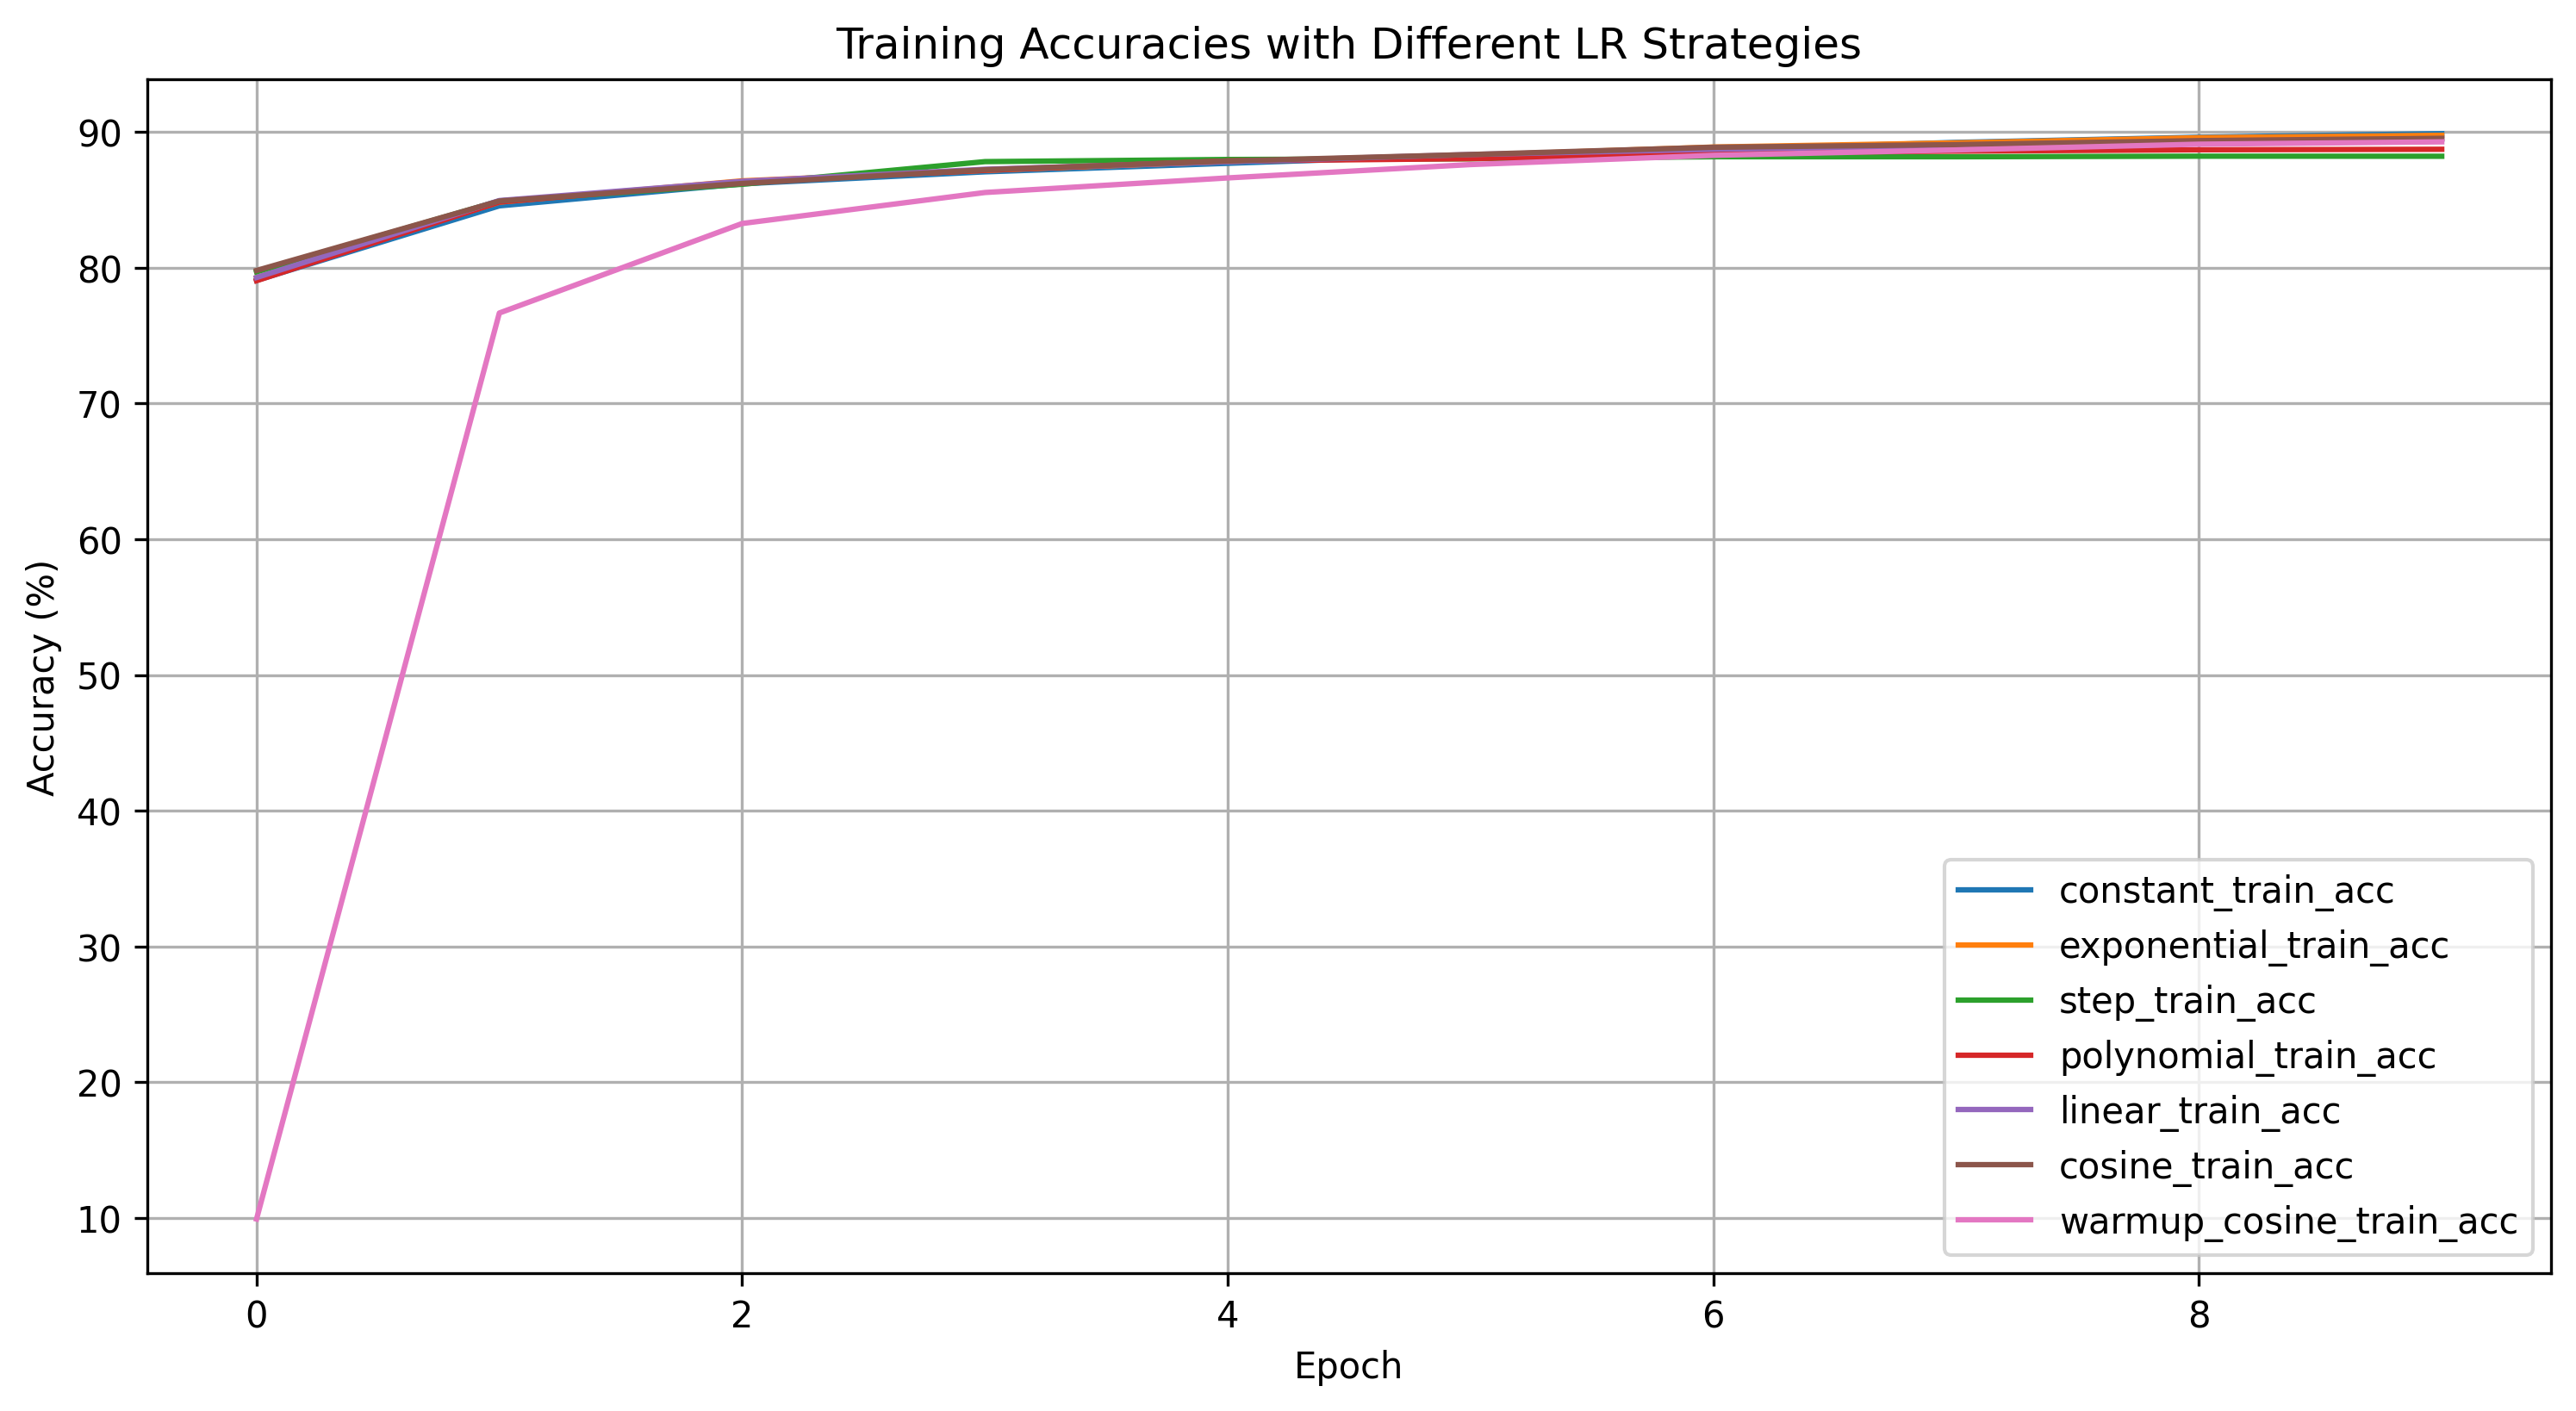 Training Accuracies with Different LR Strategies
90
80
70
60
50
40
30
20
10
Accuracy (%)
0 2 4 6 8
Epoch
constant_train_acc
exponential_train_acc
step_train_acc
polynomial_train_acc
linear_train_acc
cosine_train_acc
warmup_cosine_train_acc